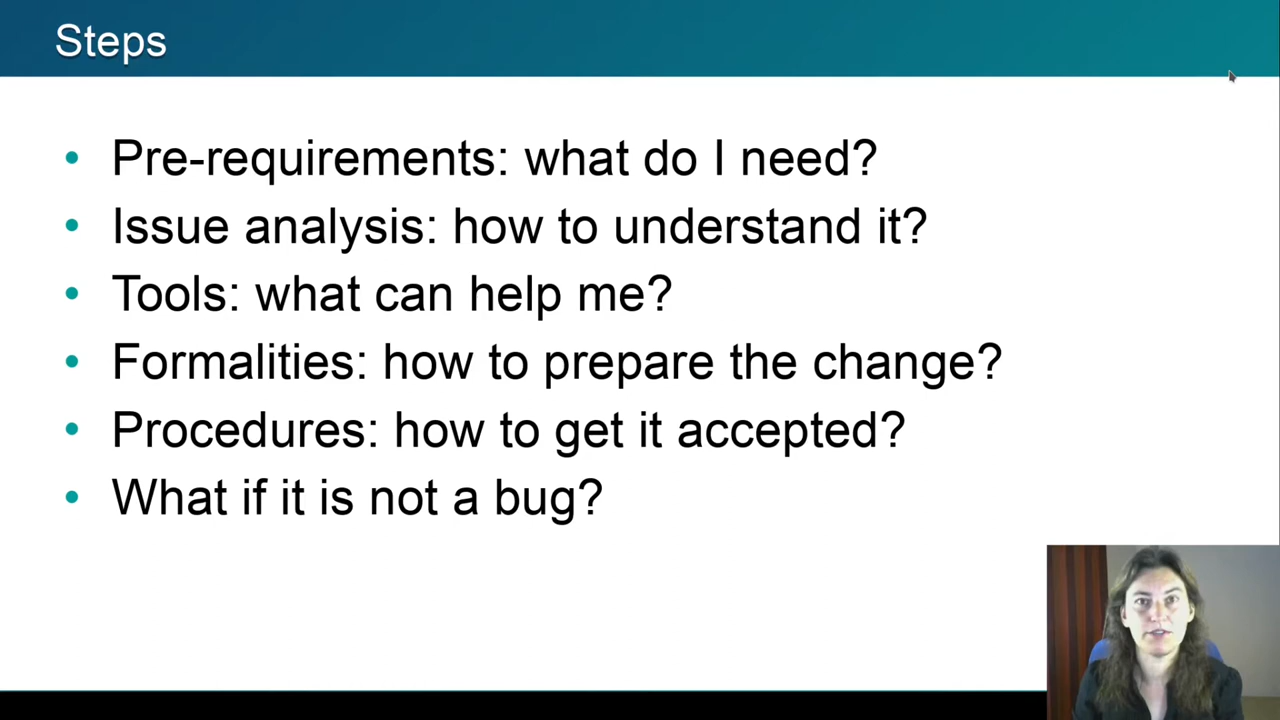 Steps
• Pre-requirements: what do I need?
• Issue analysis: how to understand it?
• Tools: what can help me?
• Formalities: how to prepare the change?
• Procedures: how to get it accepted?
• What if it is not a bug?